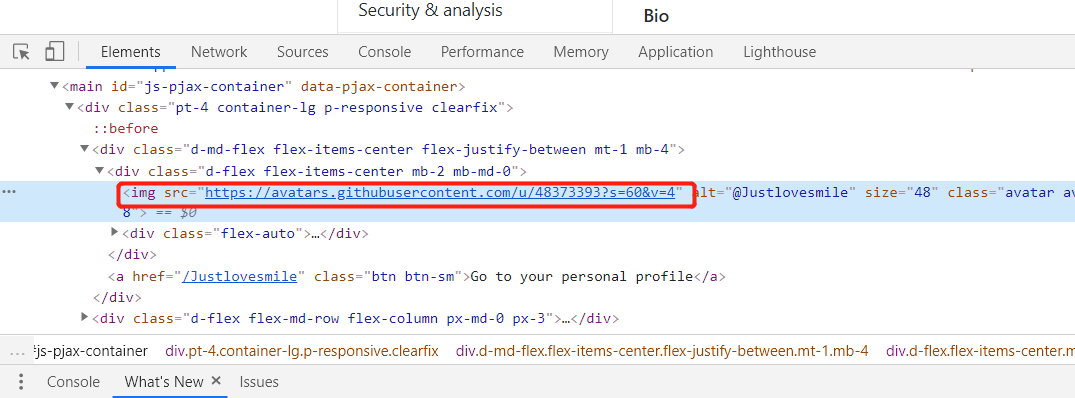 Security & analysis
Bio
Elements Network Sources Console Performance Memory Application Lighthouse
<main id="js-pjax-container" data-pjax-container>
<div class="pt-4 container-lg p-responsive clearfix">
::before
<div class="d-md-flex flex-items-center flex-justify-between mt-1 mb-4">
<div class="d-flex flex-items-center mb-2 mb-md-0">
<img src="https://avatars.githubusercontent.com/u/48373393?s=60&v=4" alt="@Justlovesmile" size="48" class="avatar av
8"> == $0
<div class="flex-auto">…</div>
</div>
<a href="/Justlovesmile" class="btn btn-sm">Go to your personal profile</a>
</div>
<div class="d-flex flex-md-row flex-column px-md-0 px-3">…</div>
... #js-pjax-container div.pt-4.container-lg.p-responsive.clearfix div.d-md-flex.flex-items-center.flex-justify-between.mt-1.mb-4 div.d-flex.flex-items-center.m
Console What's New × Issues